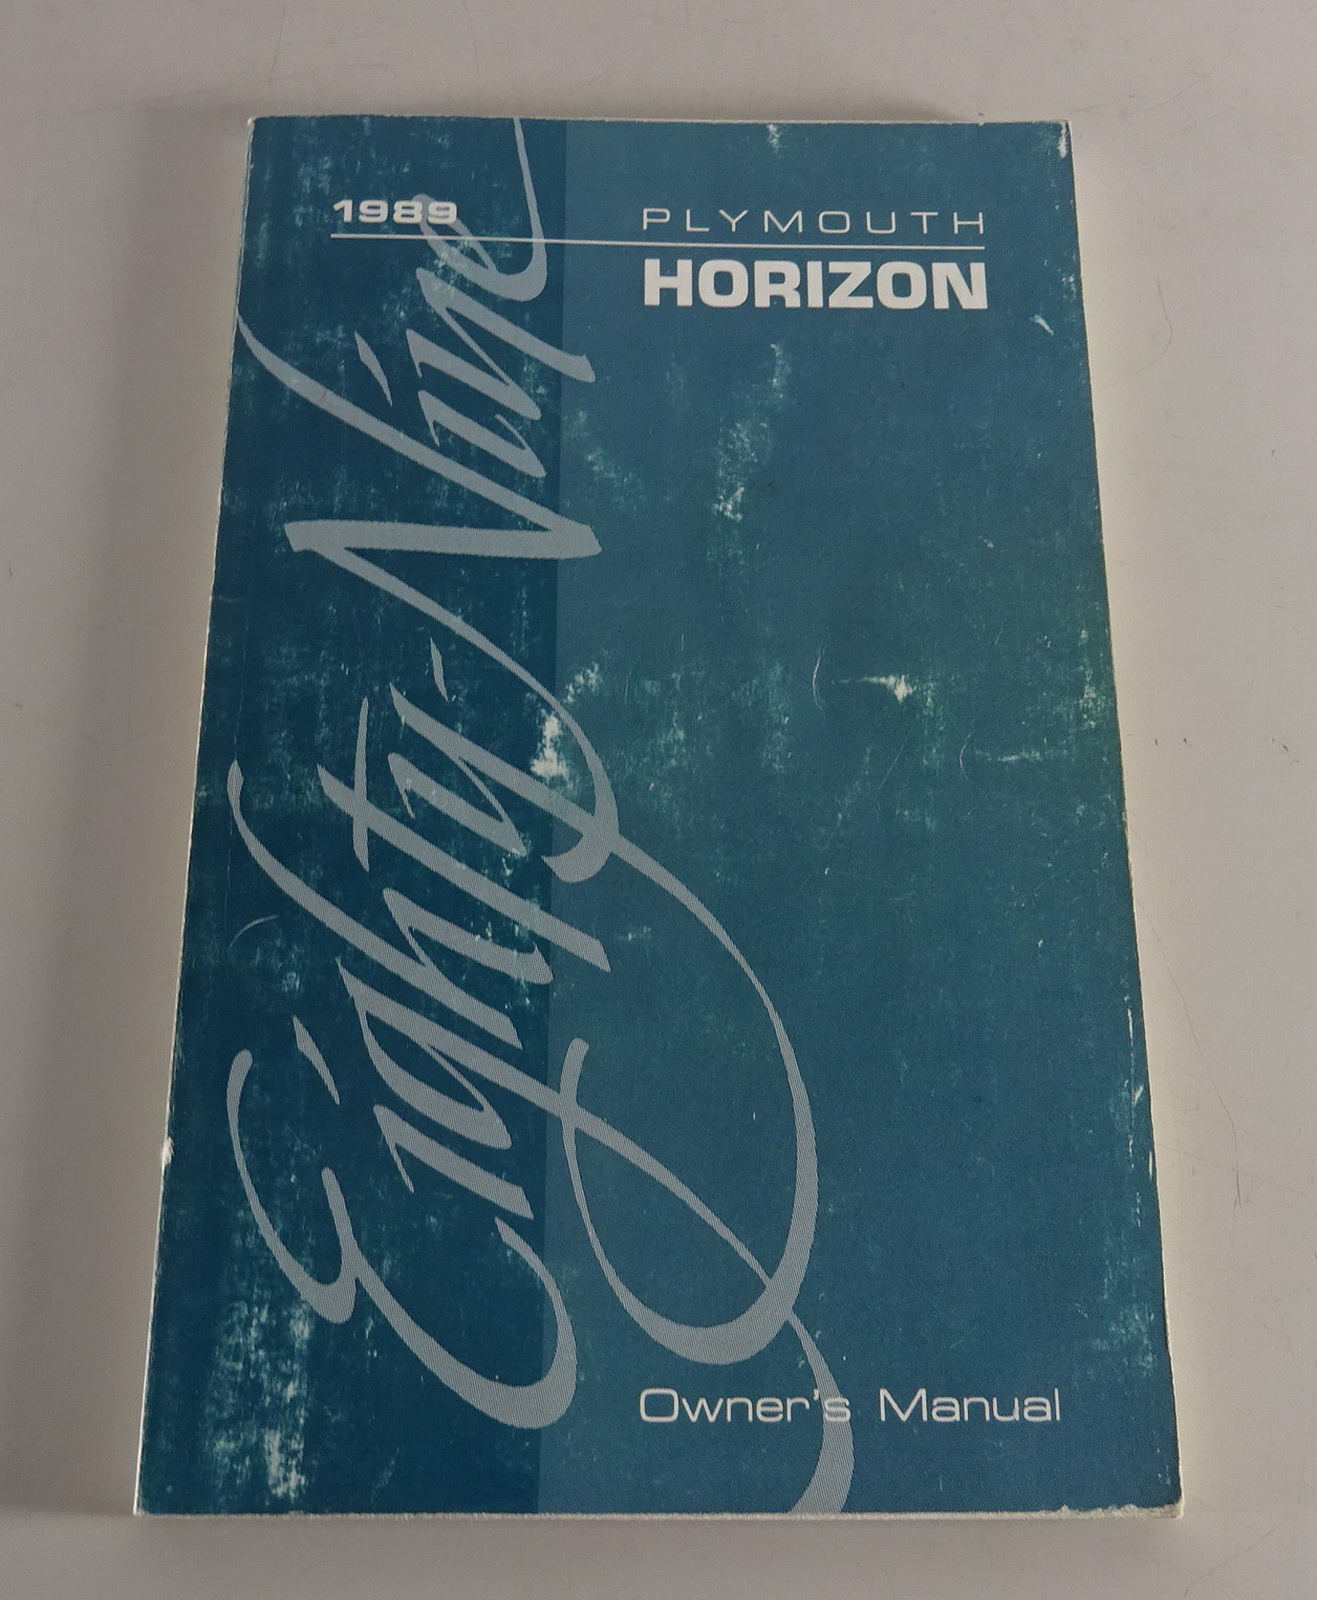 1989 PLYMOUTH
HORIZON
Eighty-Nine
Owner's Manual